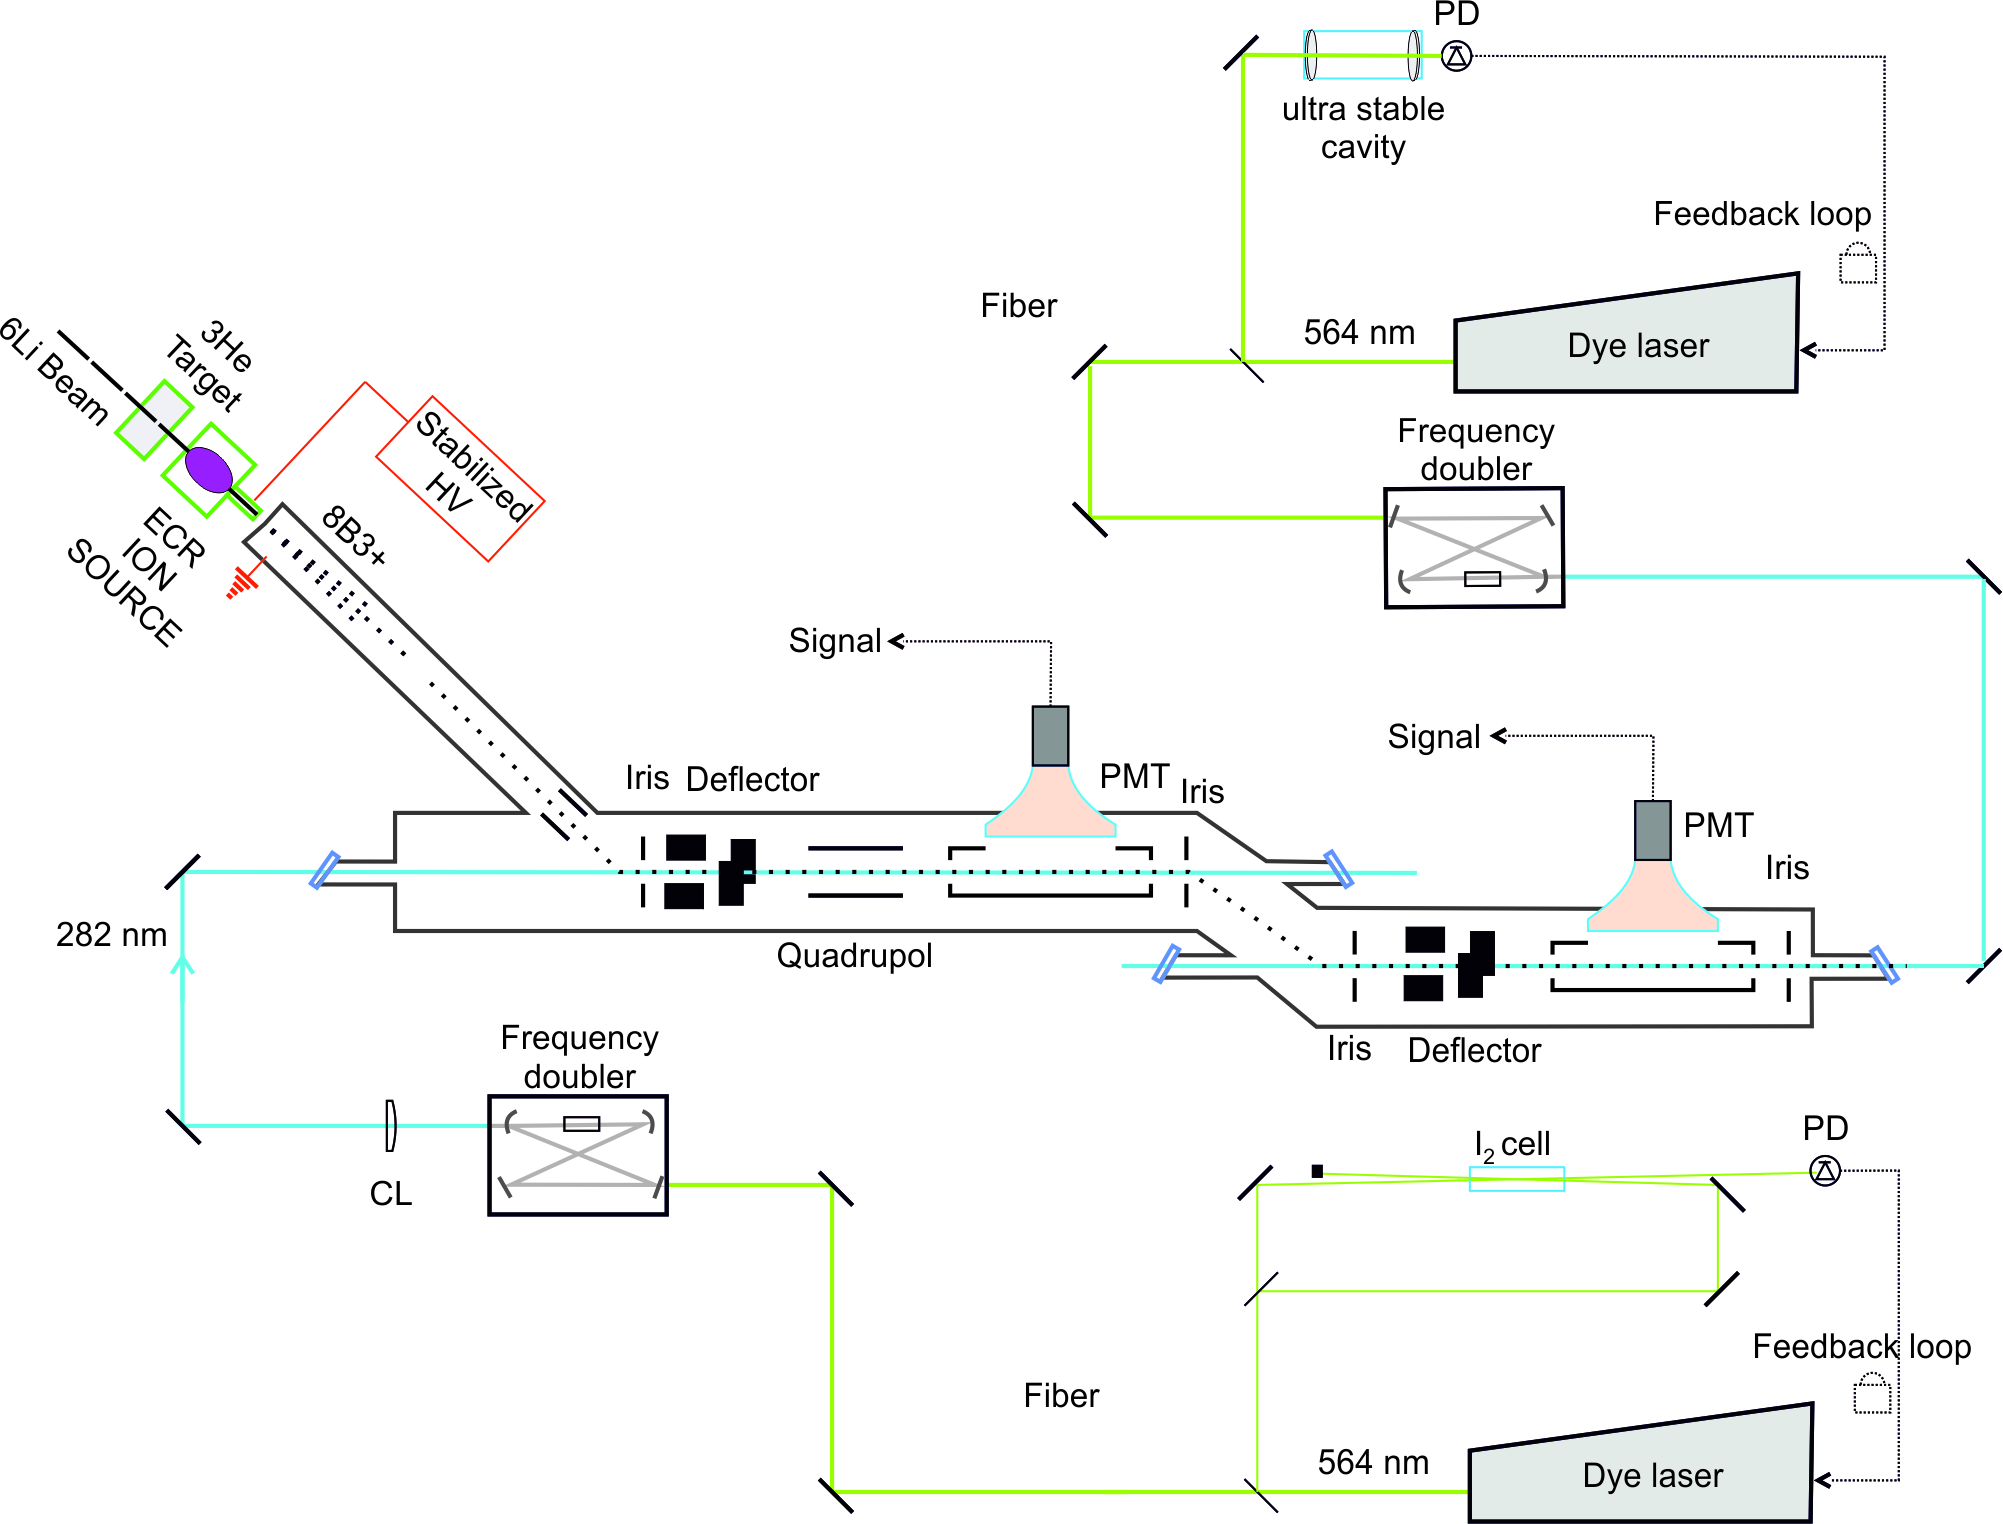 PD
ultra stable
cavity
Feedback loop
Fiber
564 nm
Dye laser
6Li Beam
3He
Target
Stabilized
HV
Frequency
doubler
8B3+
ECR
ION
SOURCE
Signal
Signal
Iris
Deflector
PMT
Iris
PMT
Iris
282 nm
Quadrupol
Iris
Deflector
Frequency
doubler
CL
I2 cell
PD
Feedback loop
Fiber
564 nm
Dye laser